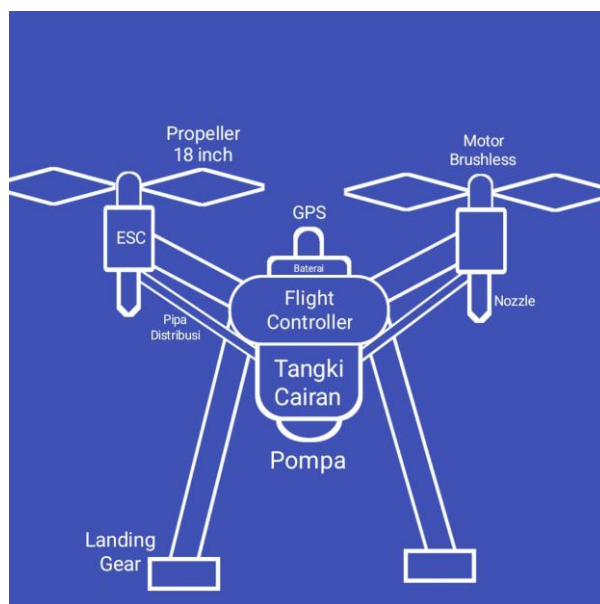 Propeller
18 inch
Motor
Brushless
GPS
ESC
Baterai
Flight
Controller
Nozzle
Pipa
Distribusi
Tangki
Cairan
Pompa
Landing
Gear